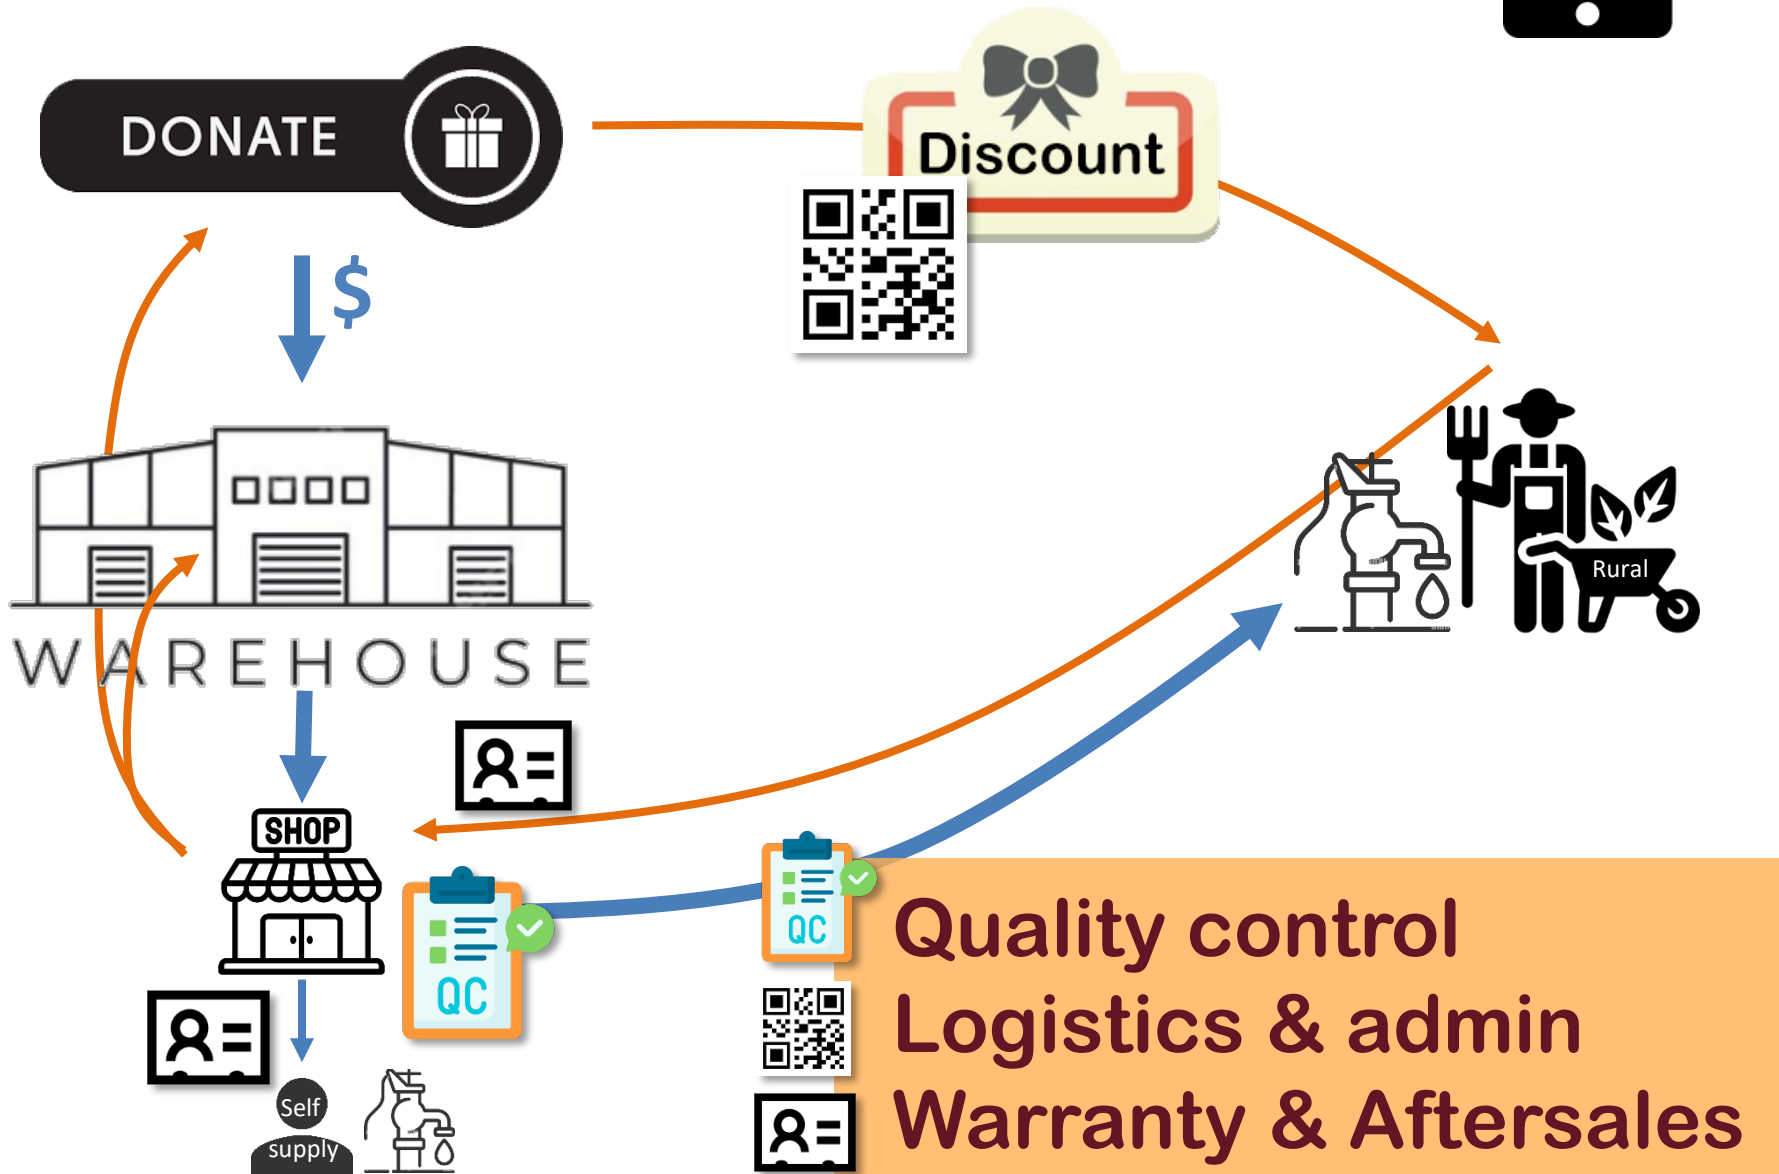 DONATE
Discount
$
WAREHOUSE
Rural
SHOP
QC
QC
Quality control
Logistics & admin
Warranty & Aftersales
Self
supply